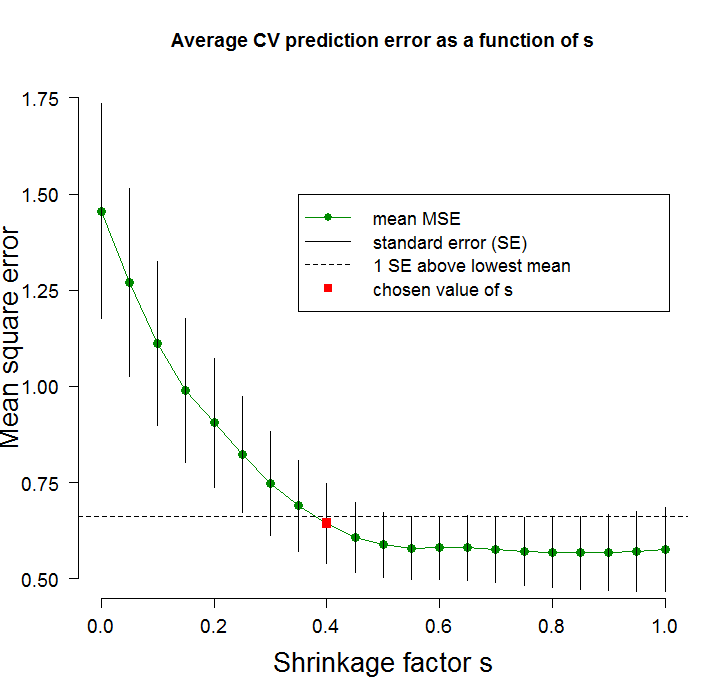 Average CV prediction error as a function of s
1.75
1.50
1.25
1.00
0.75
0.50
Mean square error
mean MSE
standard error (SE)
1 SE above lowest mean
chosen value of s
0.0 0.2 0.4 0.6 0.8 1.0
Shrinkage factor s